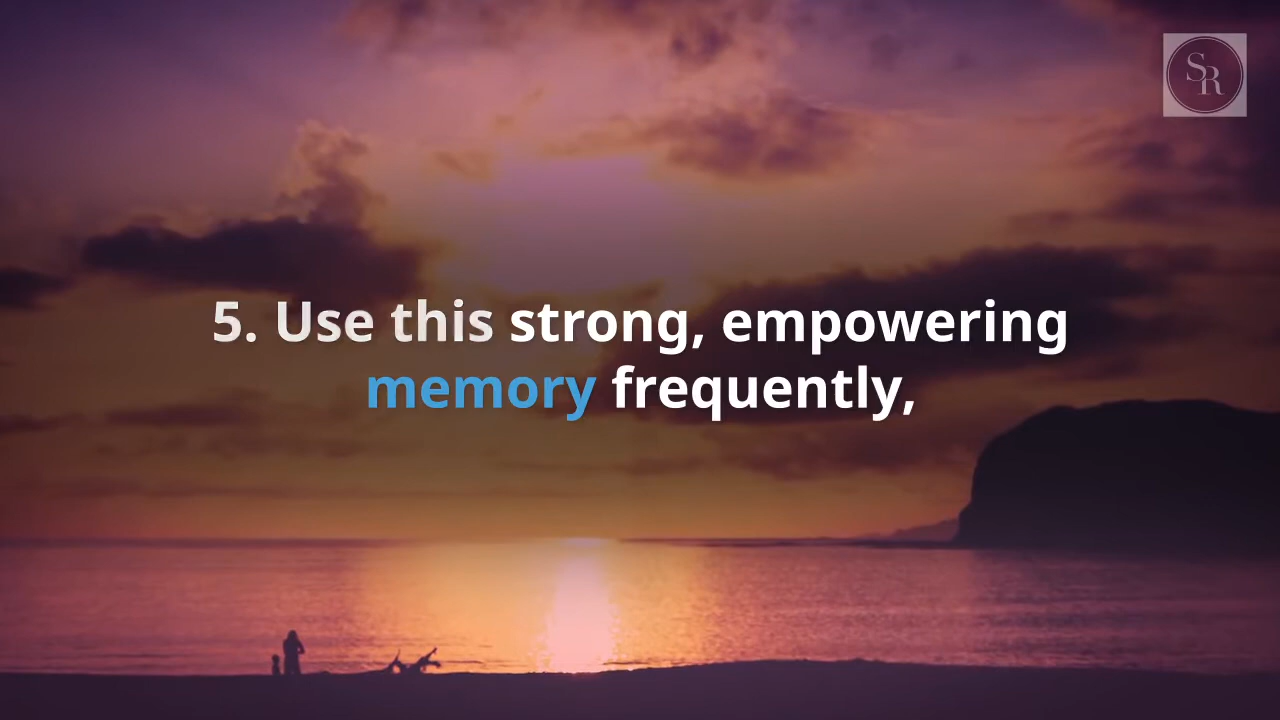 SR
5. Use this strong, empowering
memory frequently,